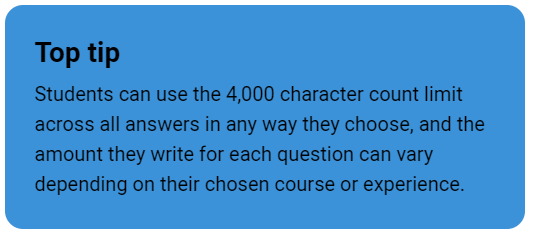 Top tip
Students can use the 4,000 character count limit
across all answers in any way they choose, and the
amount they write for each question can vary
depending on their chosen course or experience.